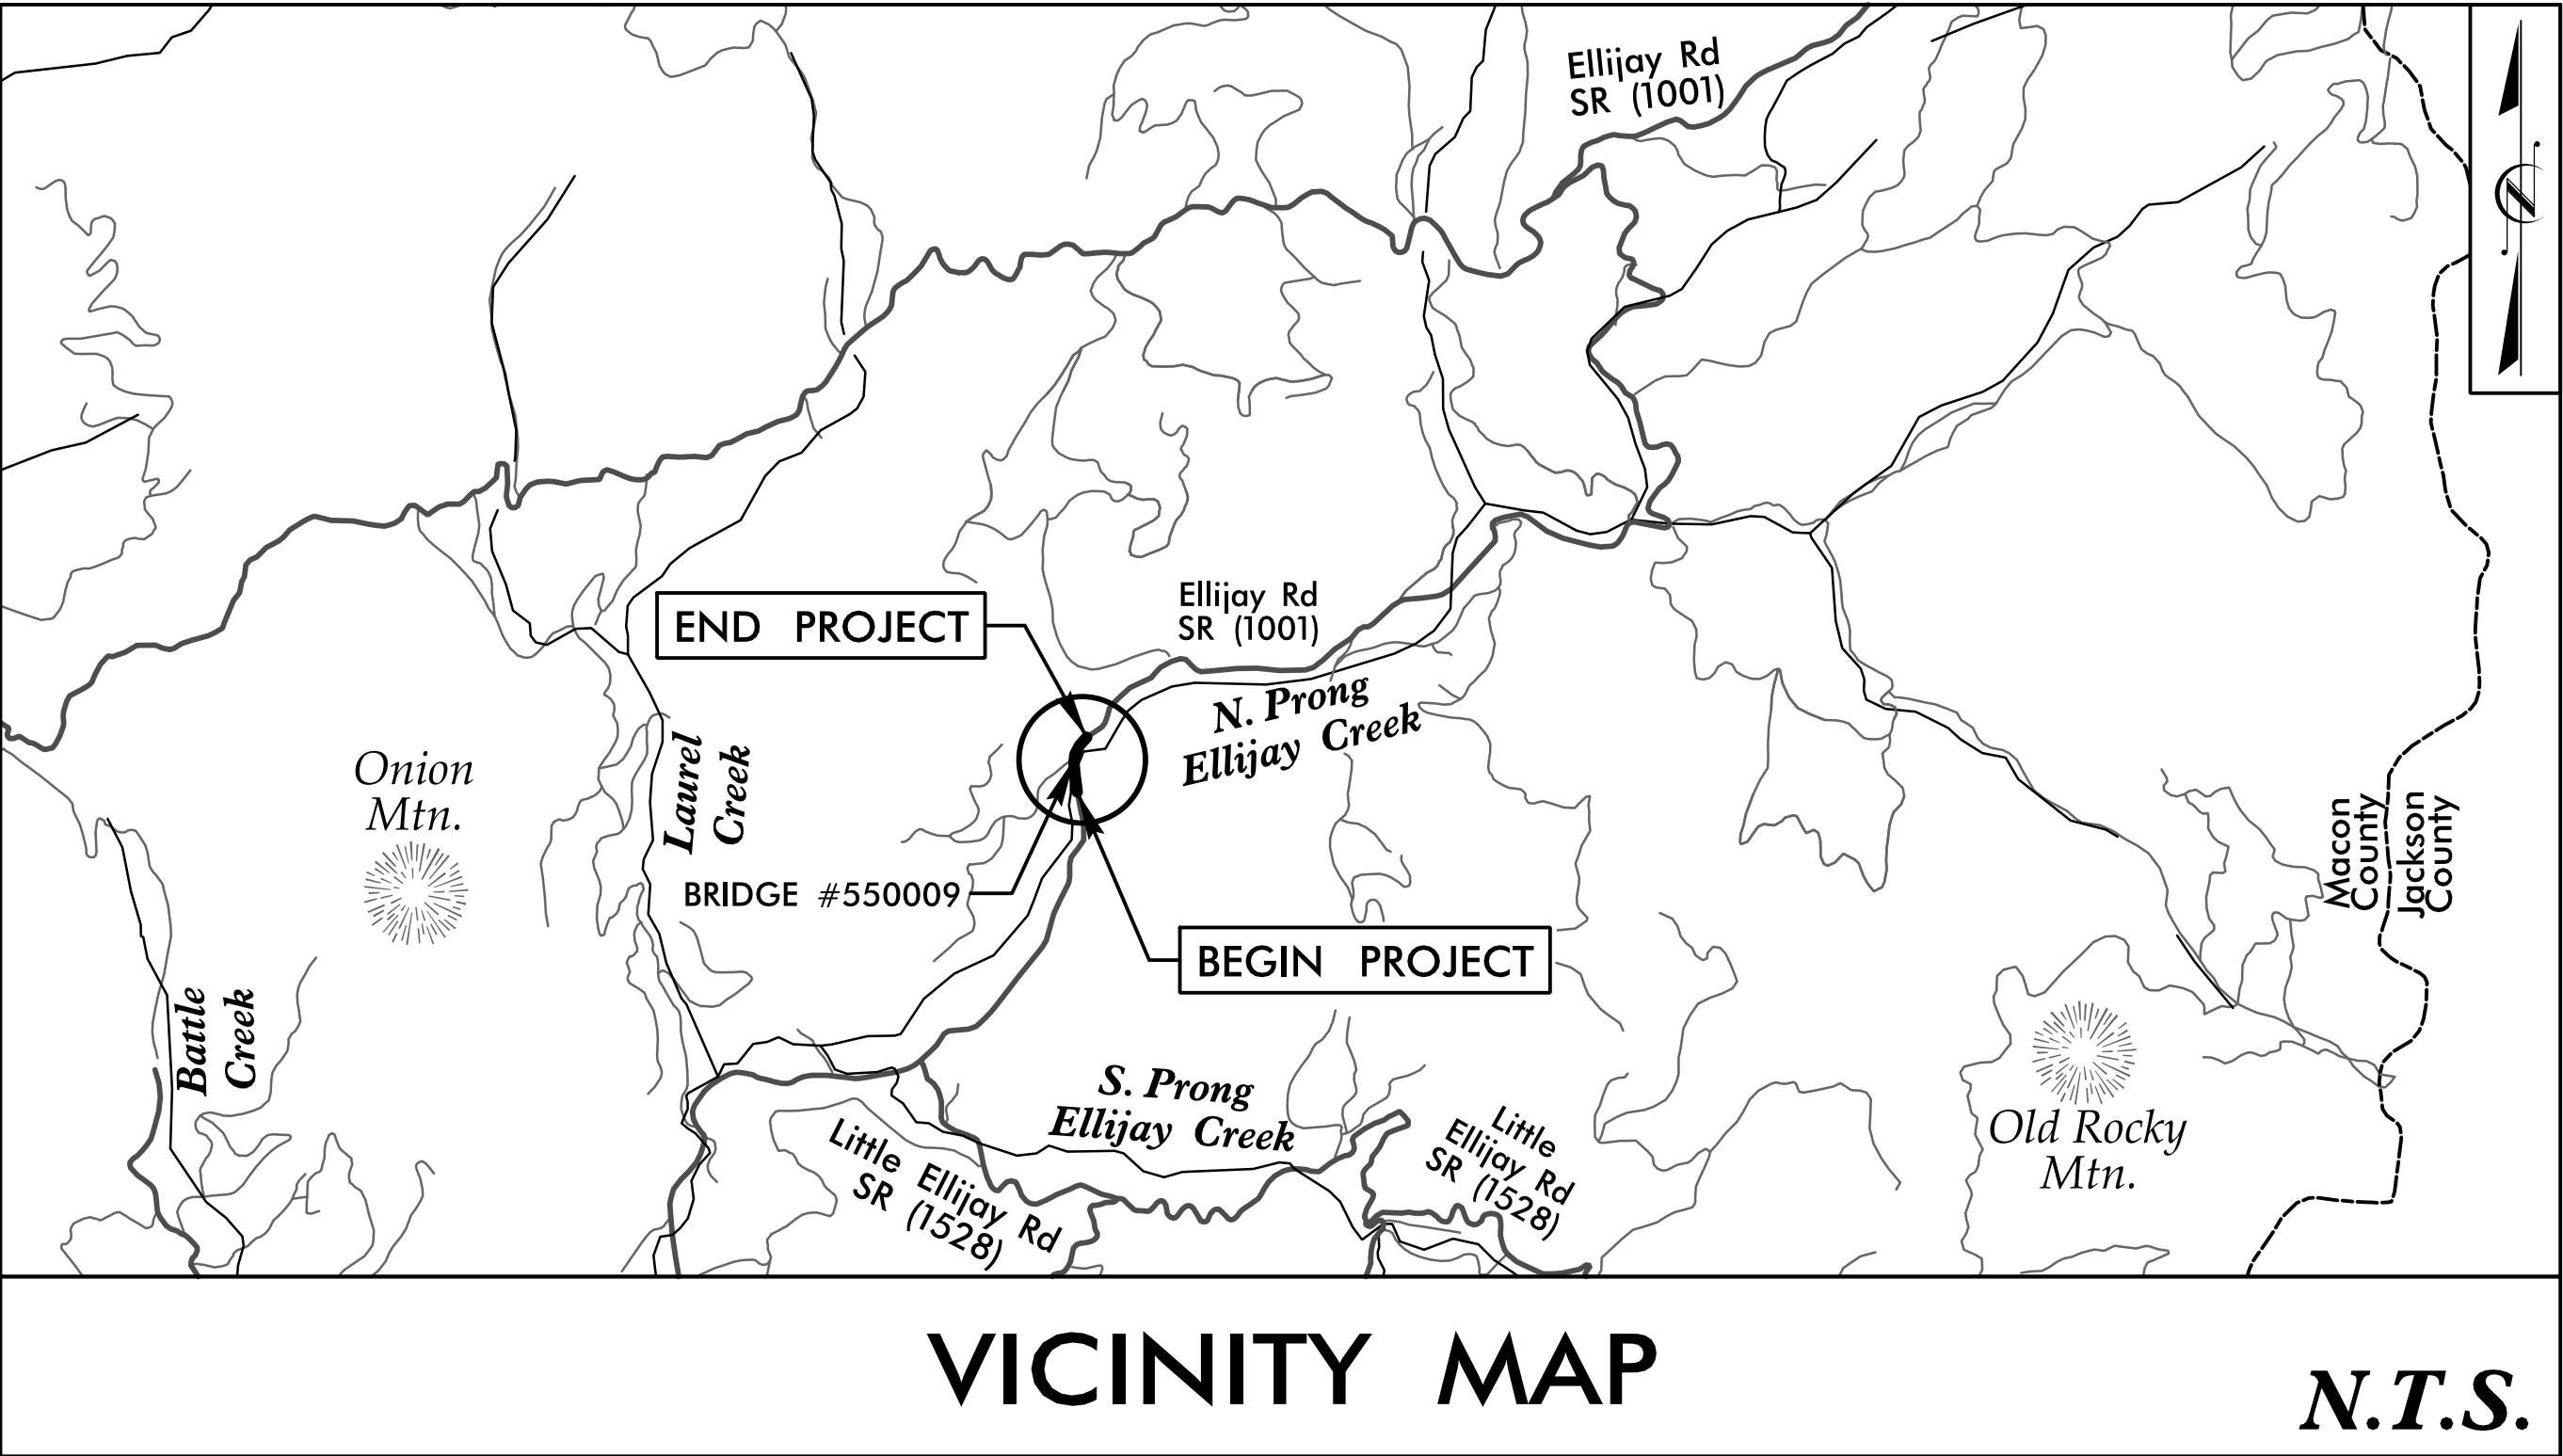 Ellijay Rd
SR (1001)
N
END PROJECT
Ellijay Rd
SR (1001)
N. Prong
Ellijay Creek
Onion
Mtn.
Laurel
Creek
BRIDGE #550009
BEGIN PROJECT
Macon
County
Jackson
County
Battle
Creek
S. Prong
Ellijay Creek
Little Ellijay Rd
SR (1528)
Little
Ellijay Rd
SR (1528)
Old Rocky
Mtn.
VICINITY MAP
N.T.S.